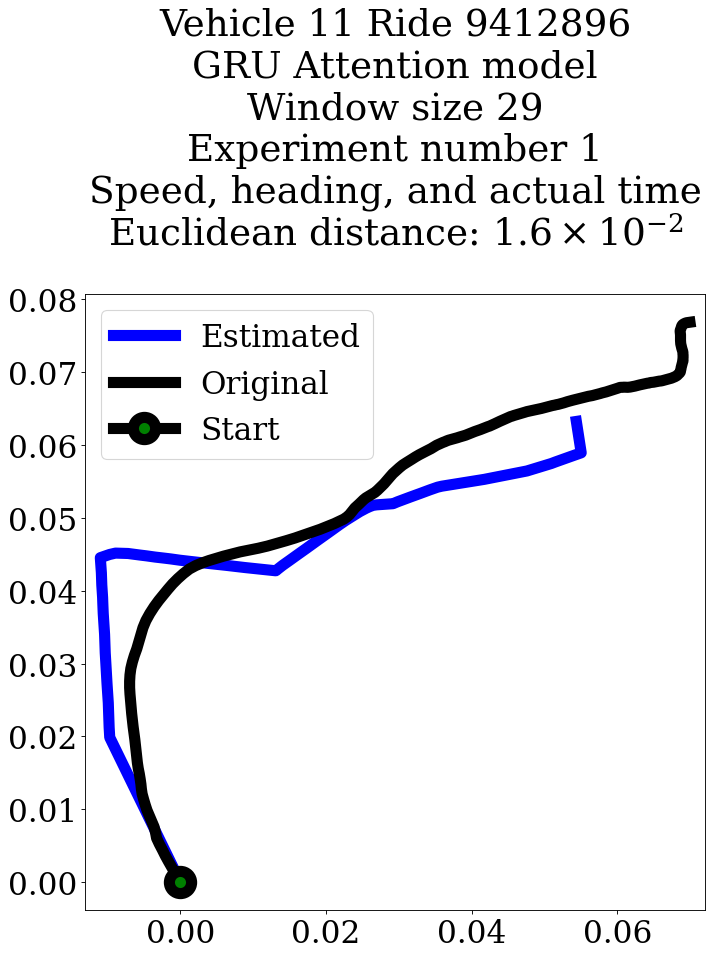 Vehicle 11 Ride 9412896
GRU Attention model
Window size 29
Experiment number 1
Speed, heading, and actual time
Euclidean distance: 1.6 × 10⁻²
0.08
0.07
0.06
0.05
0.04
0.03
0.02
0.01
0.00
Estimated
Original
Start
0.00 0.02 0.04 0.06